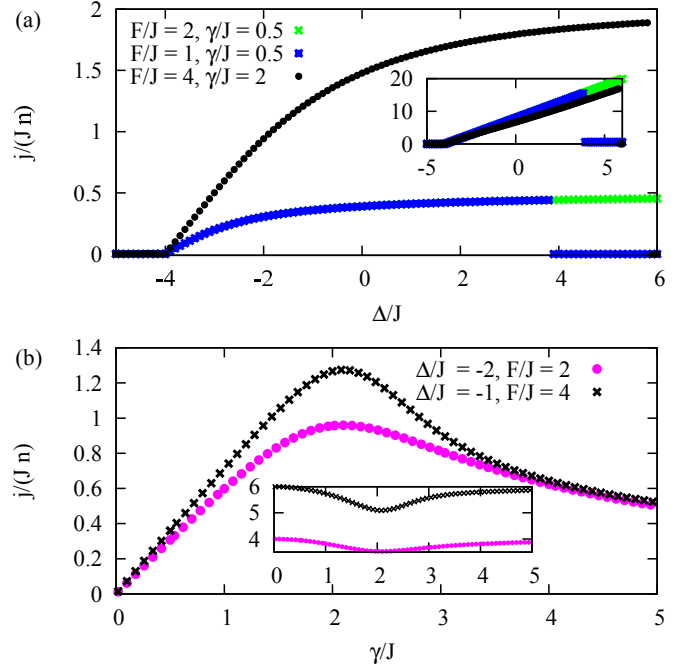 (a)
2
1.5
1
0.5
0
j/(J n)
F/J = 2, γ/J = 0.5
F/J = 1, γ/J = 0.5
F/J = 4, γ/J = 2
20
10
0
-5 0 5
-4 -2 0 2 4 6
Δ/J
(b)
1.4
1.2
1
0.8
0.6
0.4
0.2
0
j/(J n)
Δ/J = -2, F/J = 2
Δ/J = -1, F/J = 4
6
5
4
0 1 2 3 4 5
0 1 2 3 4 5
γ/J